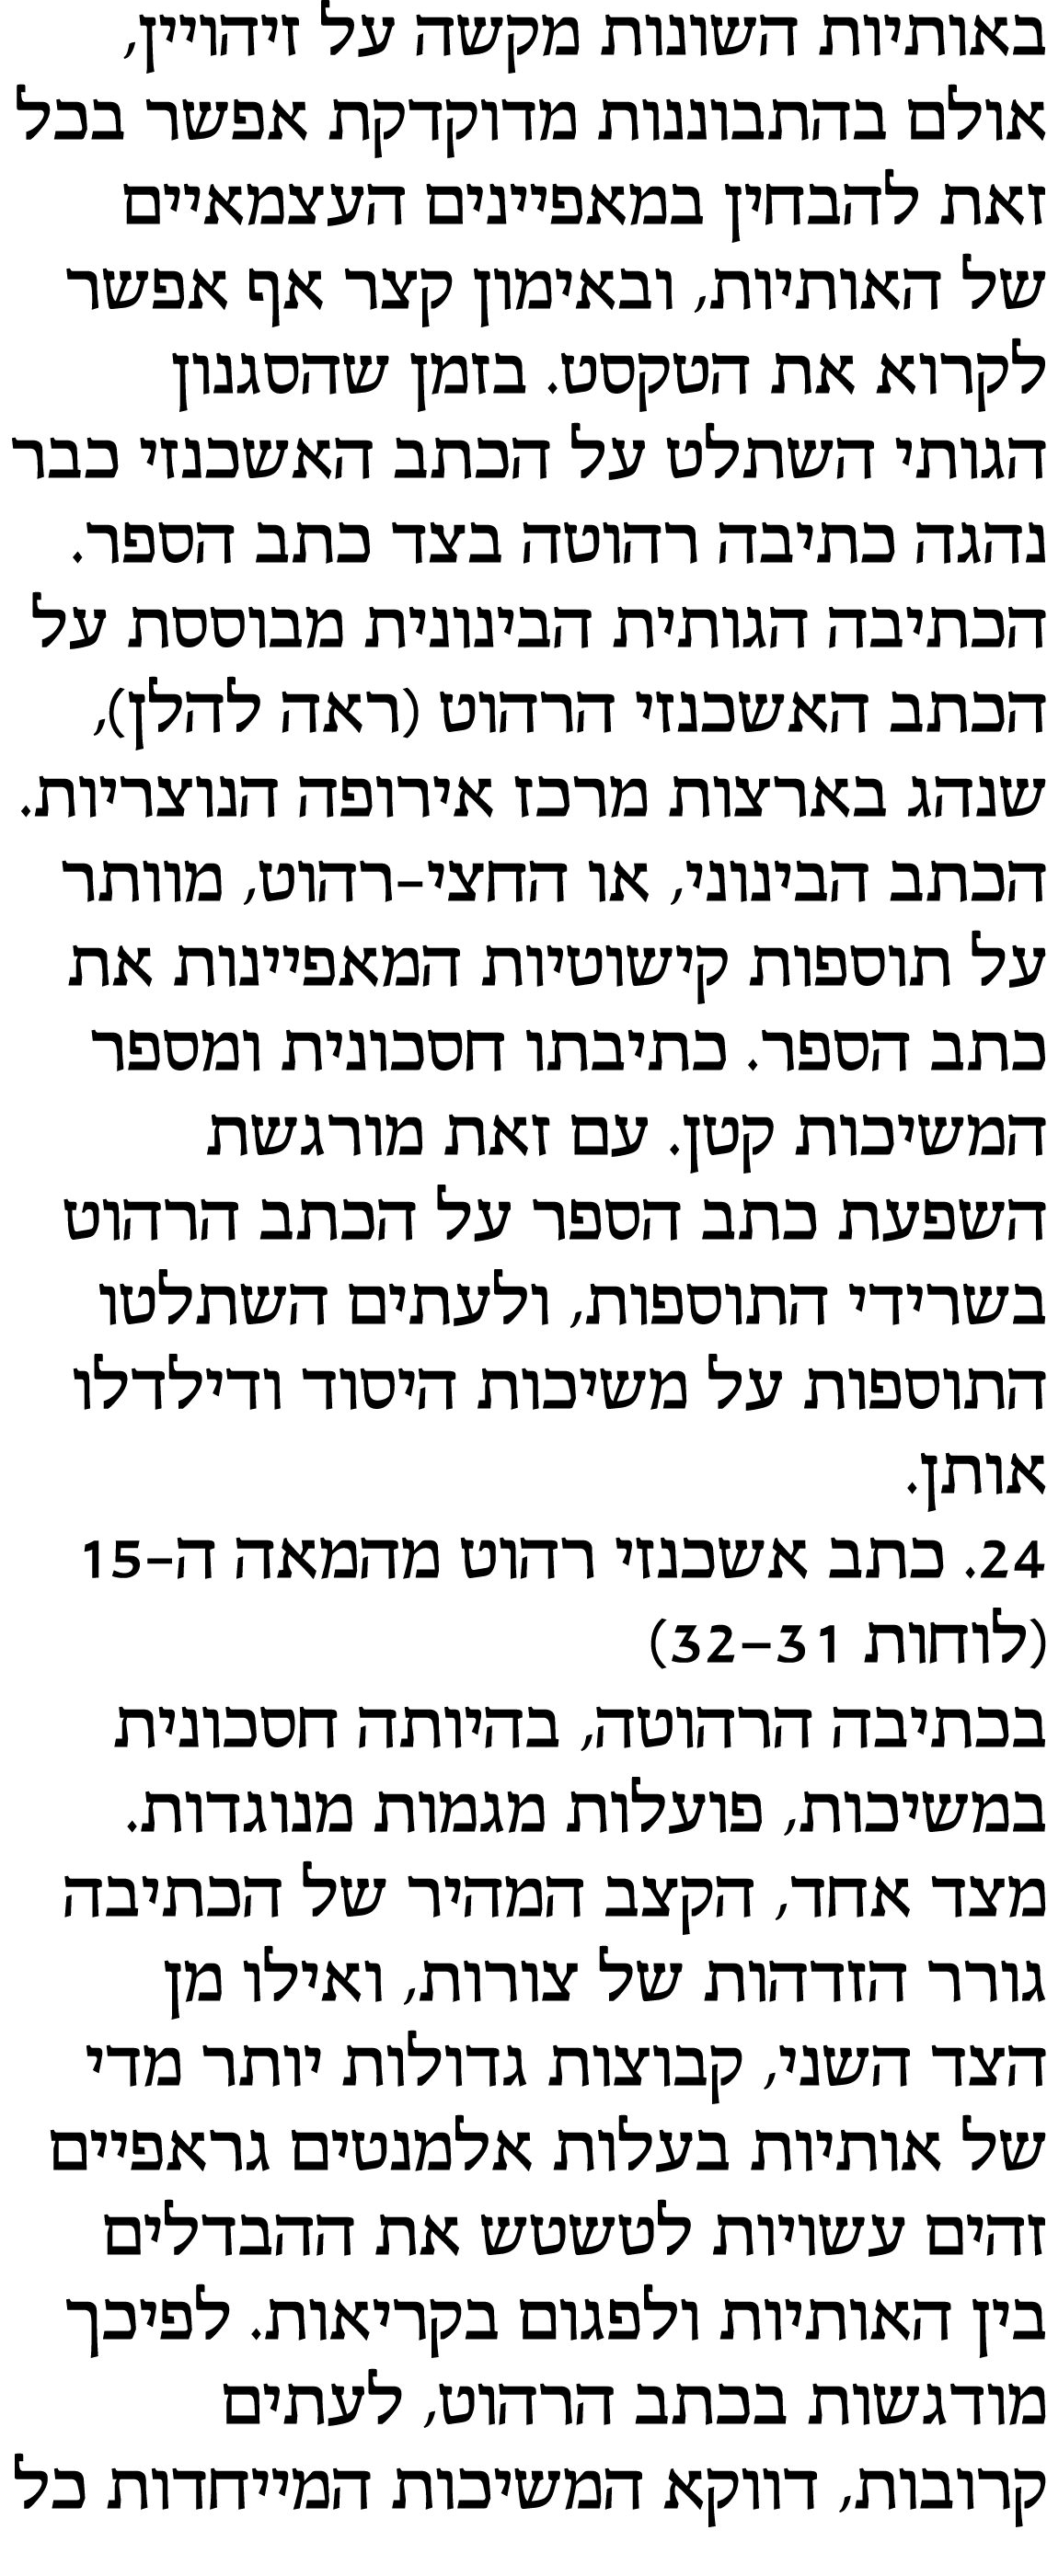 באותיות השונות מקשה על זיהויין,
אולם בהתבוננות מדוקדקת אפשר בכל
זאת להבחין במאפיינים העצמאיים
של האותיות, ובאימון קצר אף אפשר
לקרוא את הטקסט. בזמן שהסגנון
הגותי השתלט על הכתב האשכנזי כבר
נהגה כתיבה רהוטה בצד כתב הספר.
הכתיבה הגותית הבינונית מבוססת על
הכתב האשכנזי הרהוט (ראה להלן),
שנהג בארצות מרכז אירופה הנוצריות.
הכתב הבינוני, או החצי-רהוט, מוותר
על תוספות קישוטיות המאפיינות את
כתב הספר. כתיבתו חסכונית ומספר
המשיכות קטן. עם זאת מורגשת
השפעת כתב הספר על הכתב הרהוט
בשרידי התוספות, ולעתים השתלטו
התוספות על משיכות היסוד ודילדלו
אותן.
24. כתב אשכנזי רהוט מהמאה ה-15
(לוחות 31-32)
בכתיבה הרהוטה, בהיותה חסכונית
במשיכות, פועלות מגמות מנוגדות.
מצד אחד, הקצב המהיר של הכתיבה
גורר הזדהות של צורות, ואילו מן
הצד השני, קבוצות גדולות יותר מדי
של אותיות בעלות אלמנטים גראפיים
זהים עשויות לטשטש את ההבדלים
בין האותיות ולפגום בקריאות. לפיכך
מודגשות בכתב הרהוט, לעתים
קרובות, דווקא המשיכות המייחדות כל